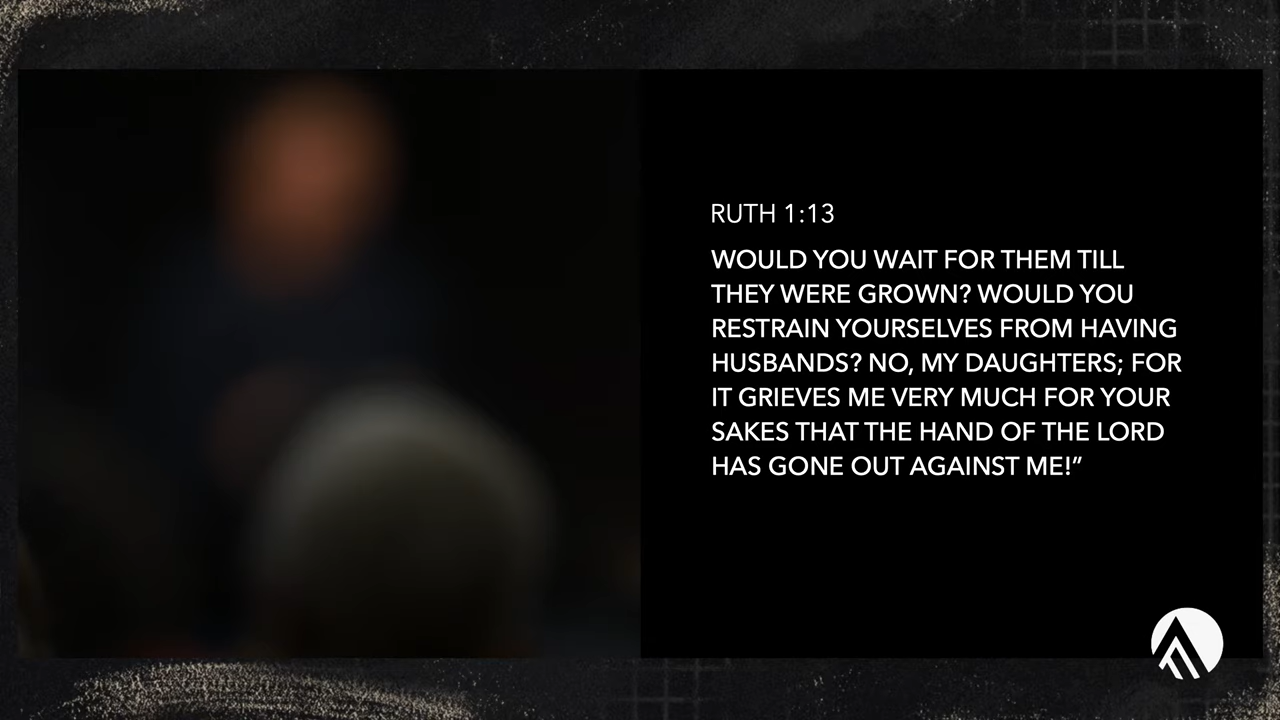 RUTH 1:13
WOULD YOU WAIT FOR THEM TILL
THEY WERE GROWN? WOULD YOU
RESTRAIN YOURSELVES FROM HAVING
HUSBANDS? NO, MY DAUGHTERS; FOR
IT GRIEVES ME VERY MUCH FOR YOUR
SAKES THAT THE HAND OF THE LORD
HAS GONE OUT AGAINST ME!”